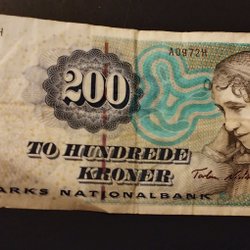 H
A0972H
200
TO HUNDREDE
KRONER
ARKS NATIONALBANK